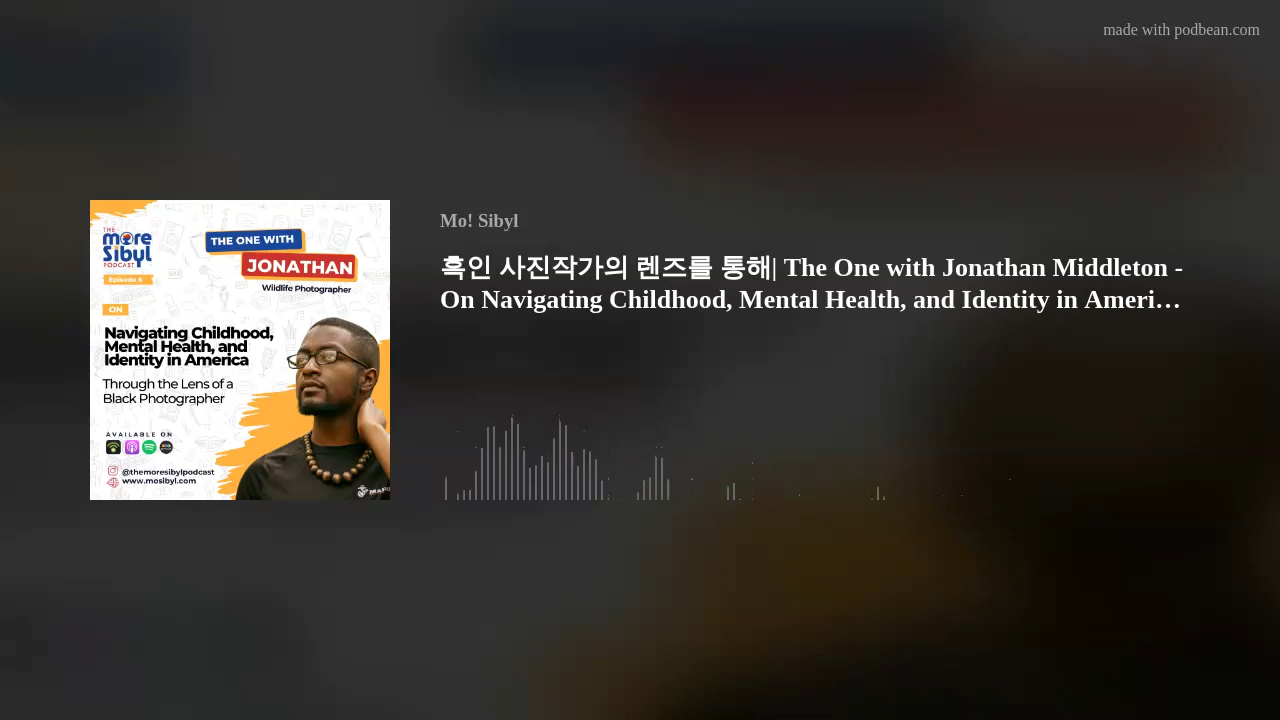 made with podbean.com
Mo! Sibyl
흑인 사진작가의 렌즈를 통해| The One with Jonathan Middleton -
On Navigating Childhood, Mental Health, and Identity in Ameri…
THE
more
Sibyl
PODCAST
Episode 6
THE ONE WITH
JONATHAN
Wildlife Photographer
ON
Navigating Childhood,
Mental Health, and
Identity in America
Through the Lens of a
Black Photographer
AVAILABLE ON
@themoresibylpodcast
www.mosibyl.com